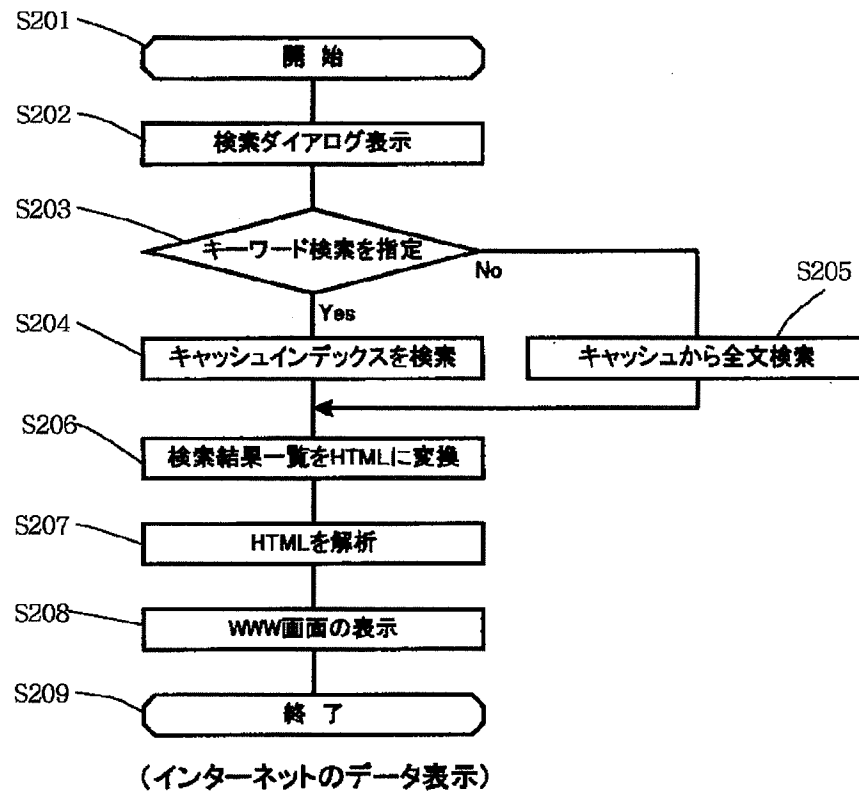 S201
開 始
S202
検索ダイアログ表示
S203
キーワード検索を指定
No
Yes
S205
S204
キャッシュインデックスを検索
キャッシュから全文検索
S206
検索結果一覧をHTMLに変換
S207
HTMLを解析
S208
WWW画面の表示
S209
終 了
（インターネットのデータ表示）